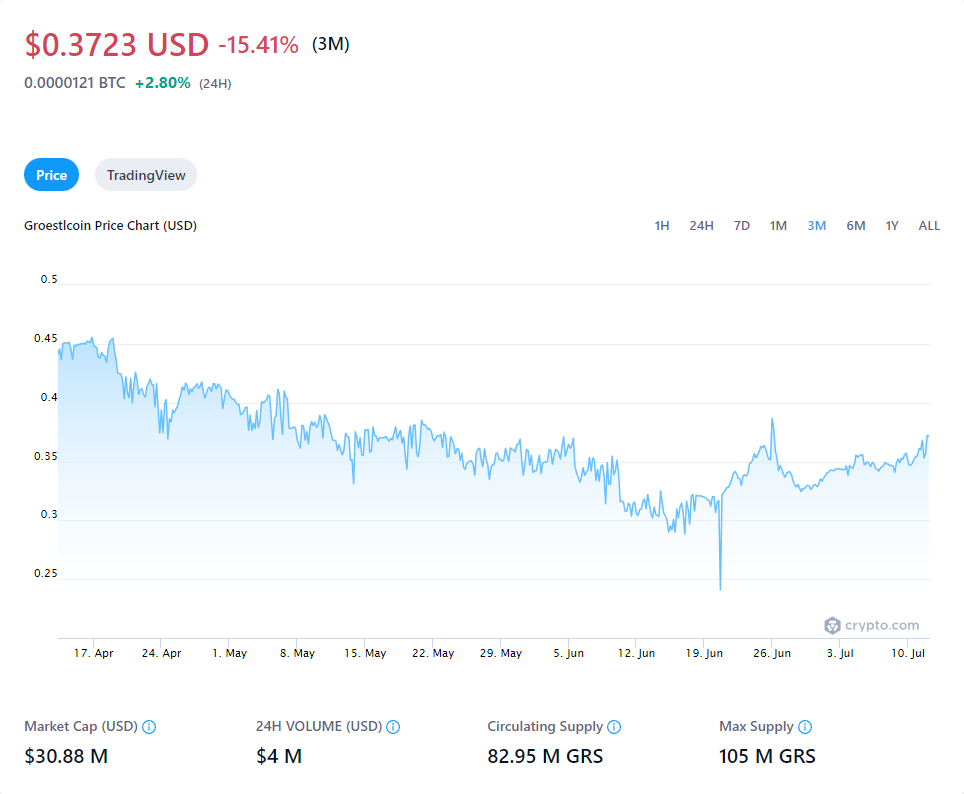 $0.3723 USD -15.41% (3M)
0.0000121 BTC +2.80% (24H)
Price TradingView
Groestlcoin Price Chart (USD) 1H 24H 7D 1M 3M 6M 1Y ALL
0.5
0.45
0.4
0.35
0.3
0.25
crypto.com
17. Apr 24. Apr 1. May 8. May 15. May 22. May 29. May 5. Jun 12. Jun 19. Jun 26. Jun 3. Jul 10. Jul
Market Cap (USD) 24H VOLUME (USD) Circulating Supply Max Supply
$30.88 M $4 M 82.95 M GRS 105 M GRS